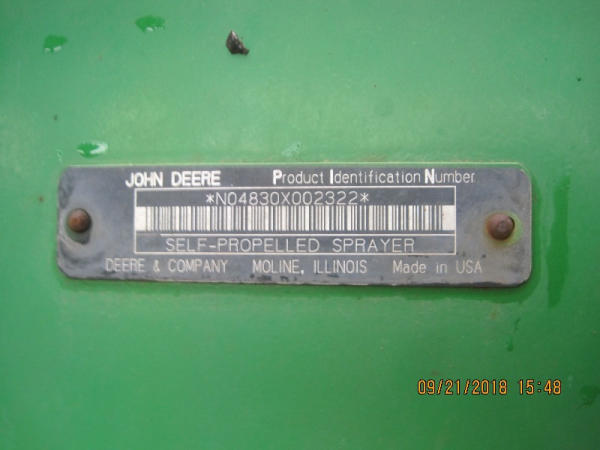 JOHN DEERE Product Identification Number
*N04830X002322*
SELF-PROPELLED SPRAYER
DEERE & COMPANY MOLINE, ILLINOIS Made in USA
09/21/2018 15:48